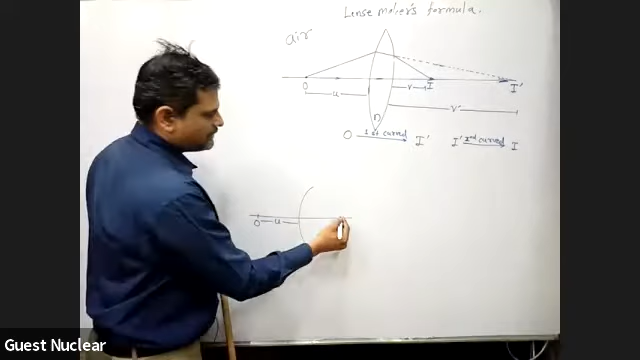 Lense maker's formula.
air
O u v I I'
v'
n
O 1st curved I' I' 2nd curved I
O u
Guest Nuclear